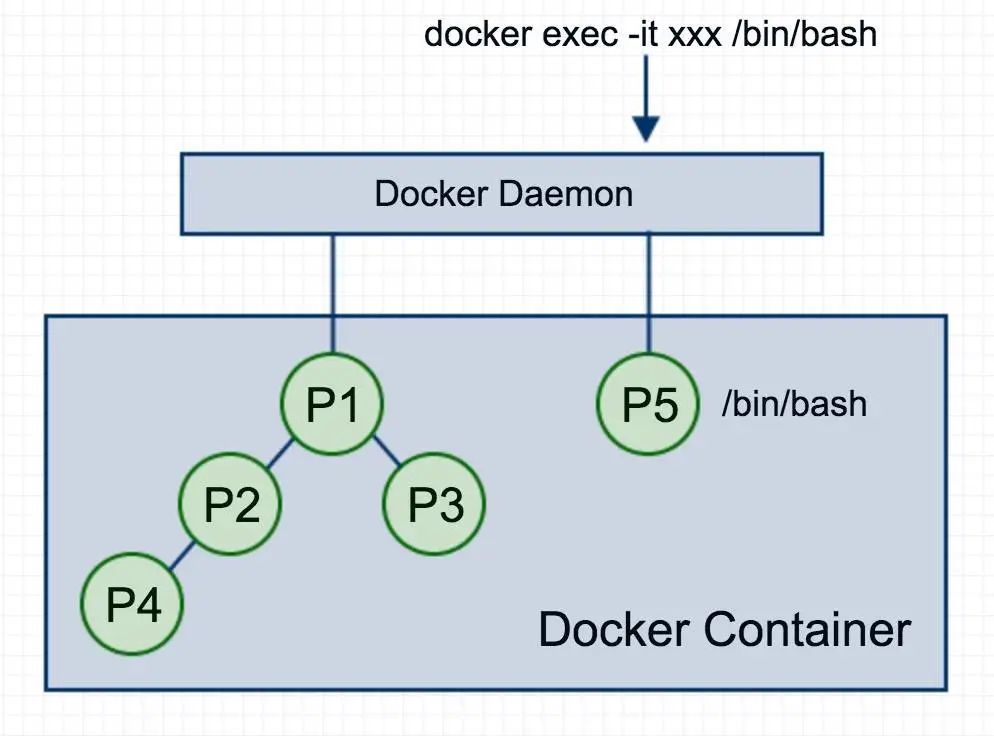 docker exec -it xxx /bin/bash
Docker Daemon
P1
P5
/bin/bash
P2
P3
P4
Docker Container